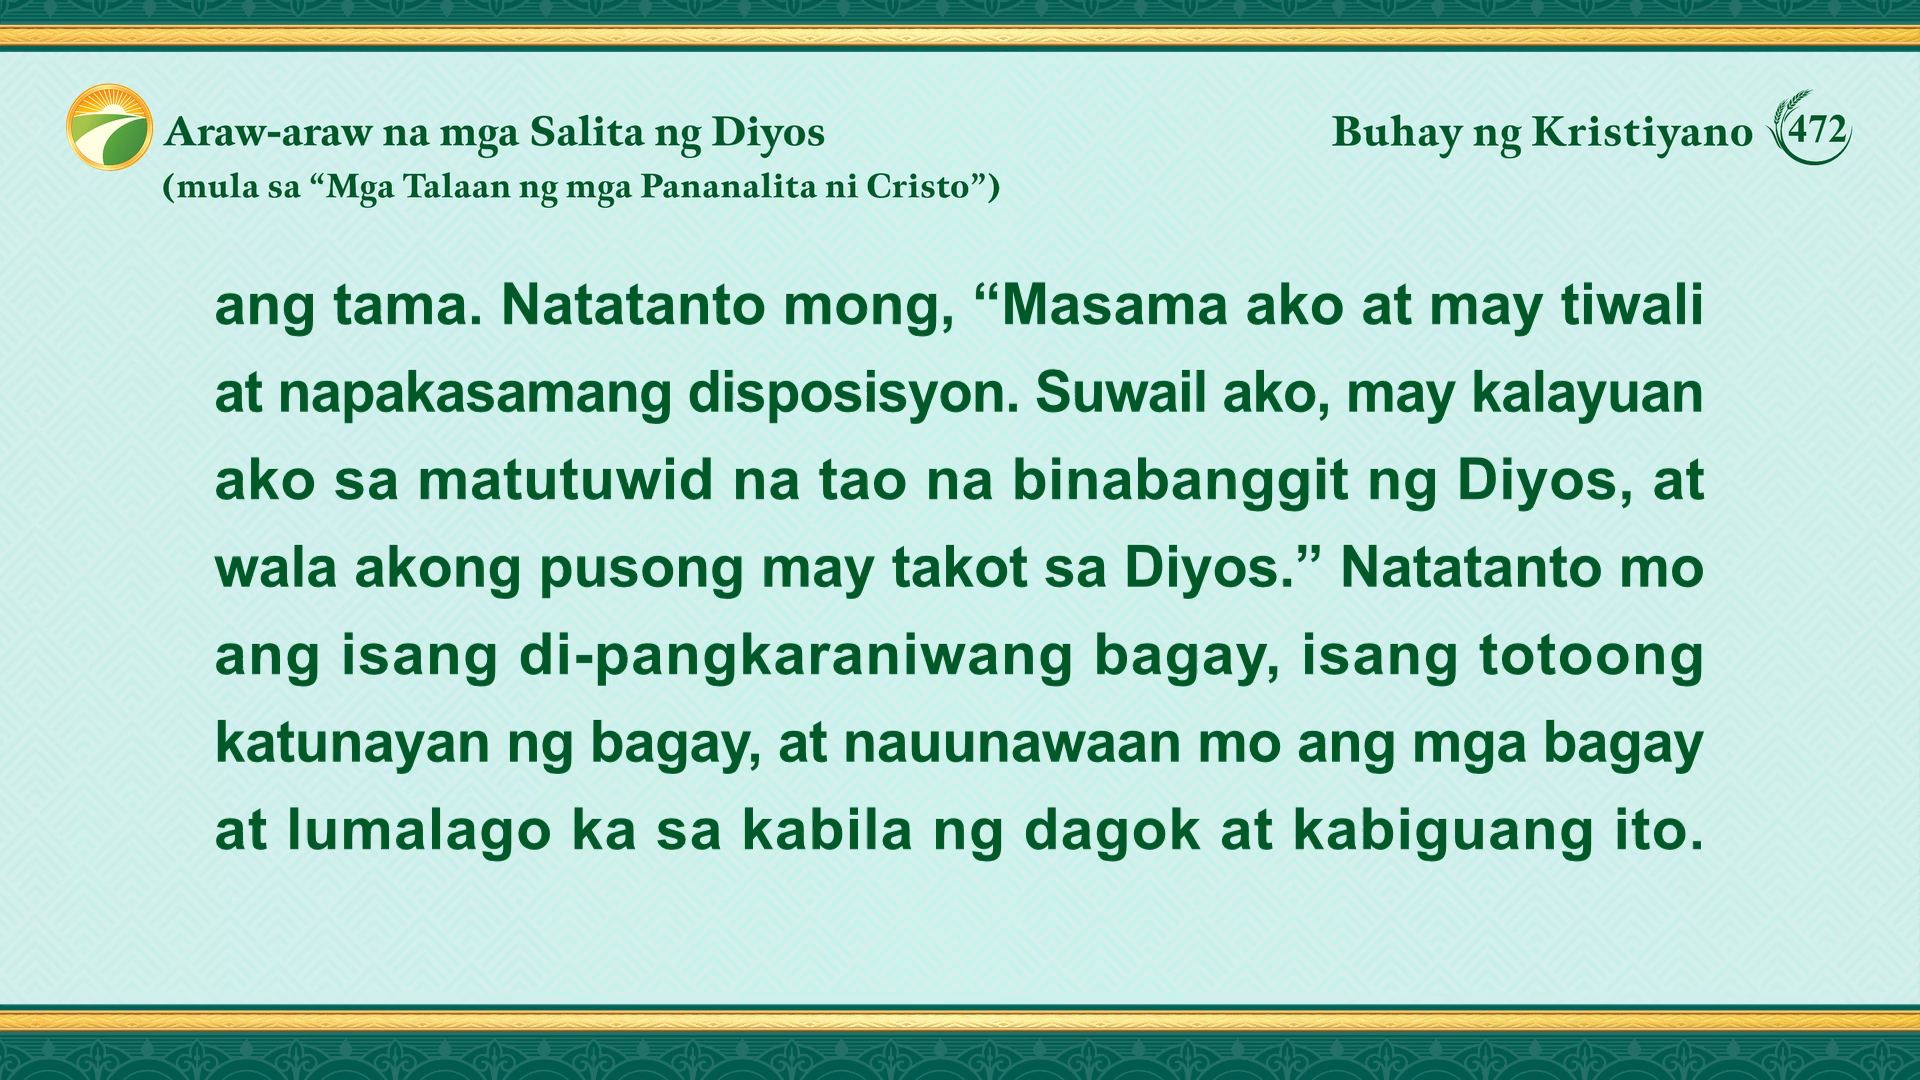 Araw-araw na mga Salita ng Diyos
(mula sa “Mga Talaan ng mga Pananalita ni Cristo”)
Buhay ng Kristiyano 472
ang tama. Natatanto mong, “Masama ako at may tiwali
at napakasamang disposisyon. Suwail ako, may kalayuan
ako sa matutuwid na tao na binabanggit ng Diyos, at
wala akong pusong may takot sa Diyos.” Natatanto mo
ang isang di-pangkaraniwang bagay, isang totoong
katunayan ng bagay, at nauunawaan mo ang mga bagay
at lumalago ka sa kabila ng dagok at kabiguang ito.